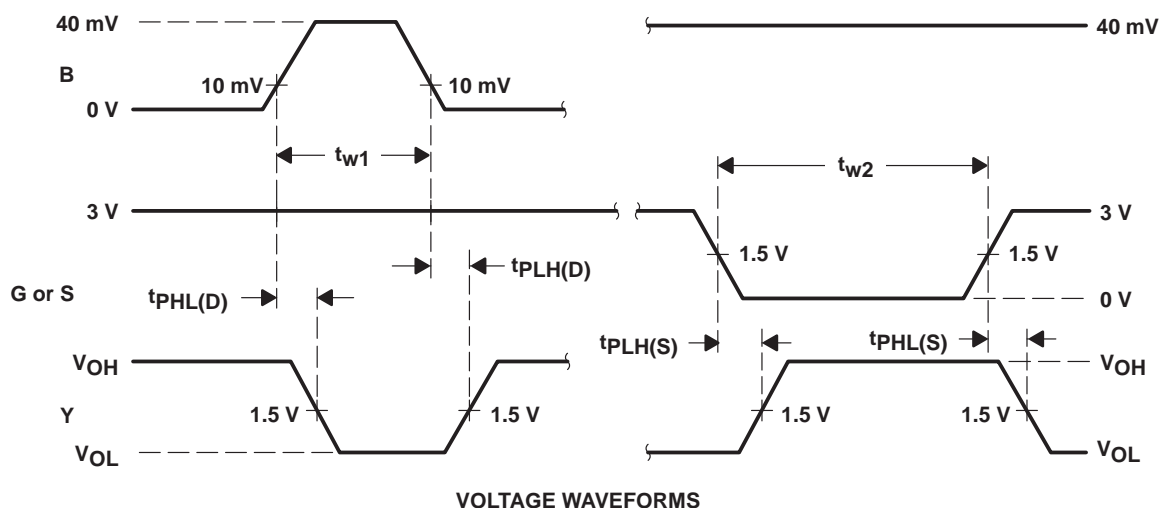 40 mV
40 mV
B
10 mV
10 mV
0 V
tw1
tw2
3 V
3 V
1.5 V
1.5 V
tPLH(D)
G or S
tPHL(D)
0 V
tPLH(S)
tPHL(S)
VOH
VOH
Y
1.5 V
1.5 V
1.5 V
1.5 V
VOL
VOL
VOLTAGE WAVEFORMS